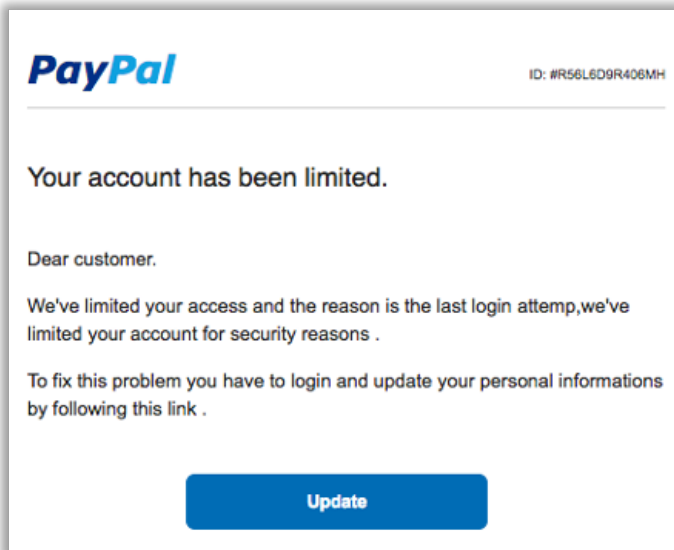 PayPal
ID: #R56L6D9R406MH
Your account has been limited.
Dear customer.
We've limited your access and the reason is the last login attemp,we've
limited your account for security reasons .
To fix this problem you have to login and update your personal informations
by following this link .
Update